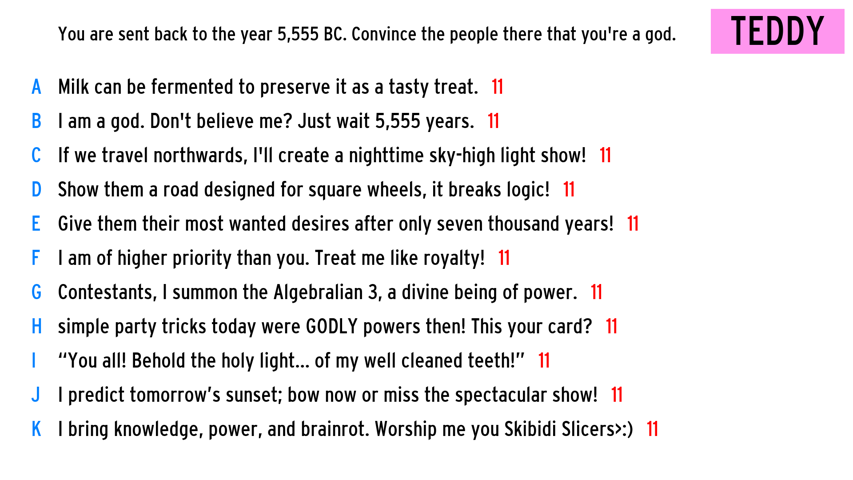 You are sent back to the year 5,555 BC. Convince the people there that you're a god.
TEDDY
A Milk can be fermented to preserve it as a tasty treat. 11
B I am a god. Don't believe me? Just wait 5,555 years. 11
C If we travel northwards, I'll create a nighttime sky-high light show! 11
D Show them a road designed for square wheels, it breaks logic! 11
E Give them their most wanted desires after only seven thousand years! 11
F I am of higher priority than you. Treat me like royalty! 11
G Contestants, I summon the Algebralian 3, a divine being of power. 11
H simple party tricks today were GODLY powers then! This your card? 11
I “You all! Behold the holy light... of my well cleaned teeth!” 11
J I predict tomorrow’s sunset; bow now or miss the spectacular show! 11
K I bring knowledge, power, and brainrot. Worship me you Skibidi Slicers>:) 11